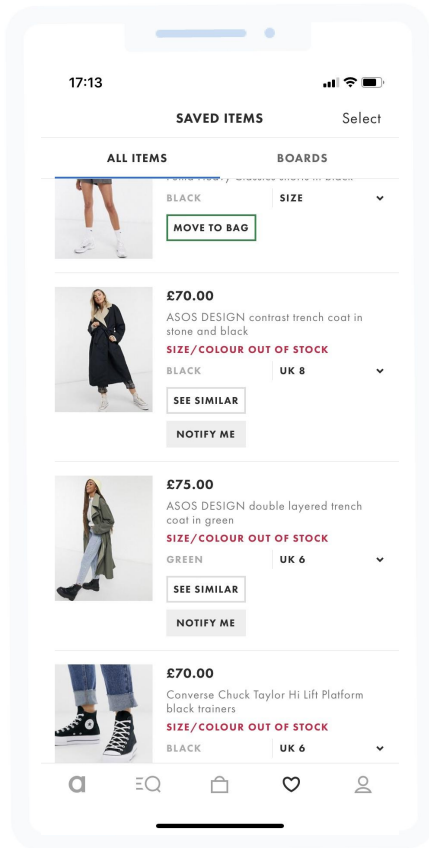 17:13
SAVED ITEMS
Select
ALL ITEMS
BOARDS
BLACK
SIZE
MOVE TO BAG
£70.00
ASOS DESIGN contrast trench coat in
stone and black
SIZE/COLOUR OUT OF STOCK
BLACK
UK 8
SEE SIMILAR
NOTIFY ME
£75.00
ASOS DESIGN double layered trench
coat in green
SIZE/COLOUR OUT OF STOCK
GREEN
UK 6
SEE SIMILAR
NOTIFY ME
£70.00
Converse Chuck Taylor Hi Lift Platform
black trainers
SIZE/COLOUR OUT OF STOCK
BLACK
UK 6
a